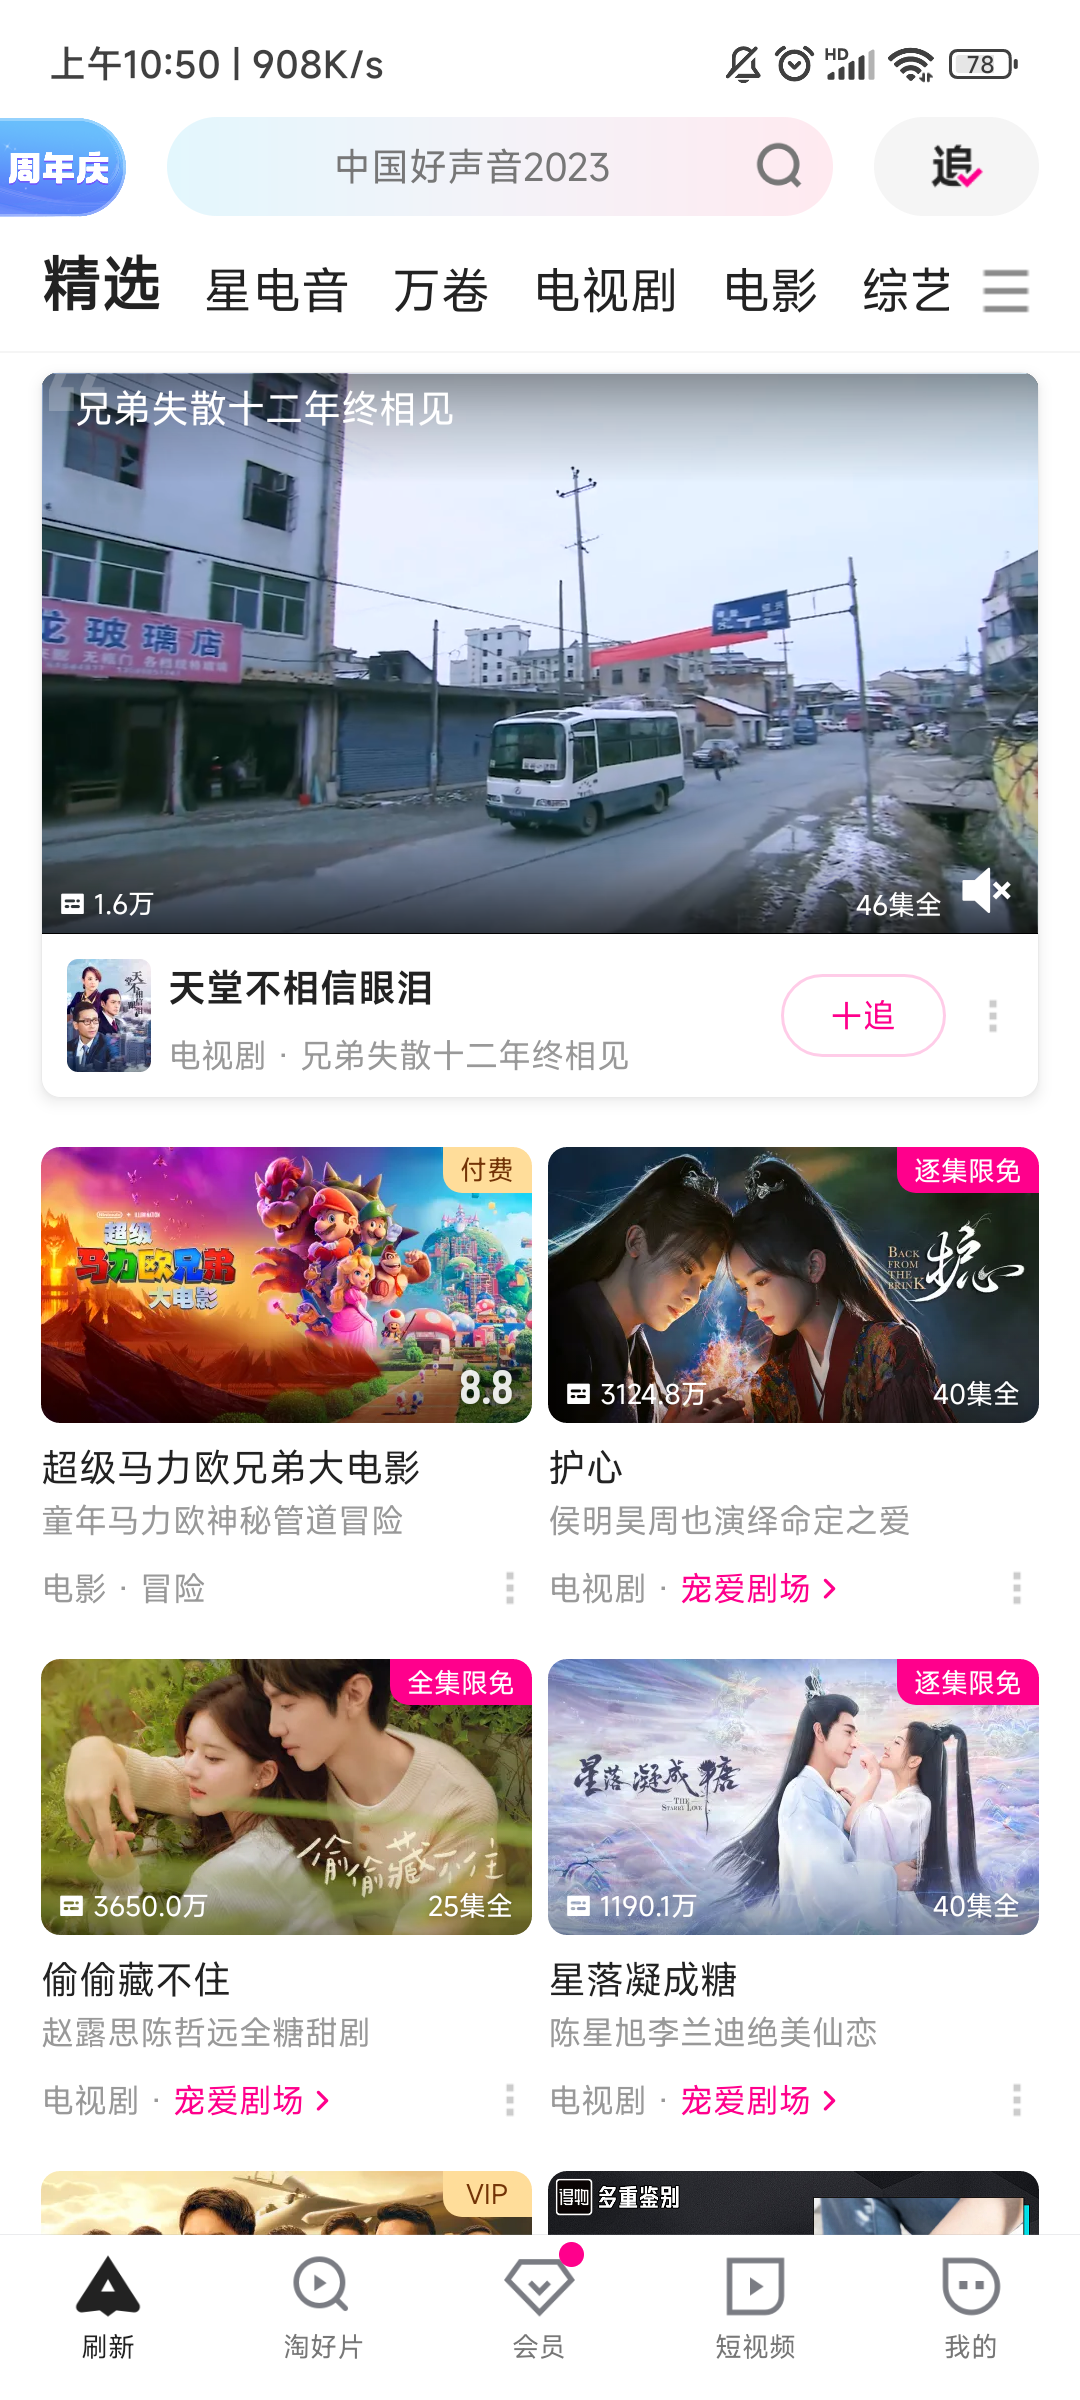 上午10:50 | 908K/s
HD
78
周年庆
中国好声音2023
追
精选
星电音
万卷
电视剧
电影
综艺
兄弟失散十二年终相见
龙玻璃店
1.6万
46集全
天堂不相信眼泪
电视剧 · 兄弟失散十二年终相见
十追
付费
超级
马力欧兄弟
大电影
8.8
逐集限免
BACK
FROM
THE
BRINK
护心
3124.8万
40集全
超级马力欧兄弟大电影
童年马力欧神秘管道冒险
电影 · 冒险
护心
侯明昊周也演绎命定之爱
电视剧 · 宠爱剧场 >
全集限免
偷偷藏不住
3650.0万
25集全
逐集限免
星落凝成糖
THE
STARRY LOVE
1190.1万
40集全
偷偷藏不住
赵露思陈哲远全糖甜剧
电视剧 · 宠爱剧场 >
星落凝成糖
陈星旭李兰迪绝美仙恋
电视剧 · 宠爱剧场 >
VIP
得物 多重鉴别
刷新
淘好片
会员
短视频
我的